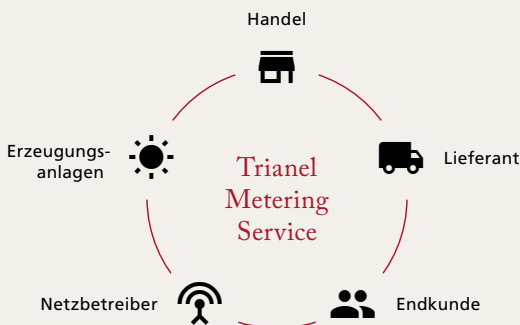 Handel
Erzeugungs-
anlagen
Trianel
Metering
Service
Lieferant
Netzbetreiber
Endkunde